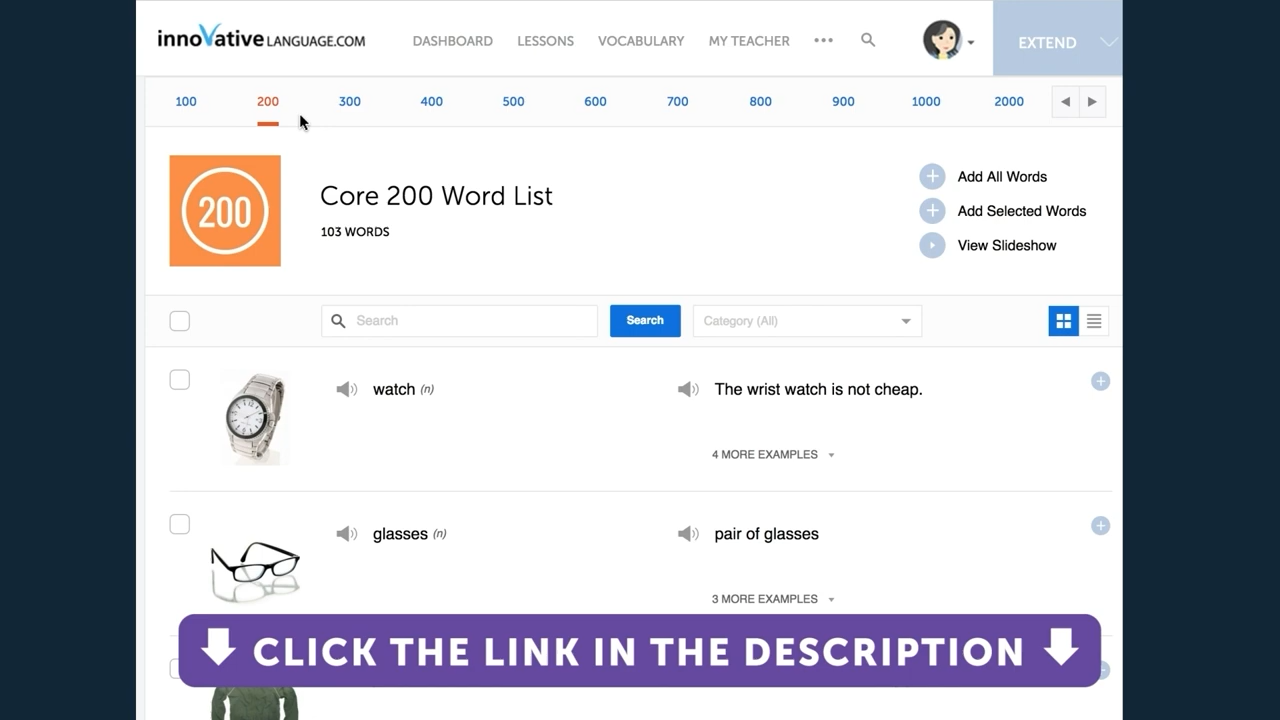 innovative LANGUAGE.COM
DASHBOARD LESSONS VOCABULARY MY TEACHER ••• EXTEND
100 200 300 400 500 600 700 800 900 1000 2000
200
Core 200 Word List
103 WORDS
Add All Words
Add Selected Words
View Slideshow
Search Search Category (All)
watch (n) The wrist watch is not cheap.
4 MORE EXAMPLES
glasses (n) pair of glasses
3 MORE EXAMPLES
CLICK THE LINK IN THE DESCRIPTION